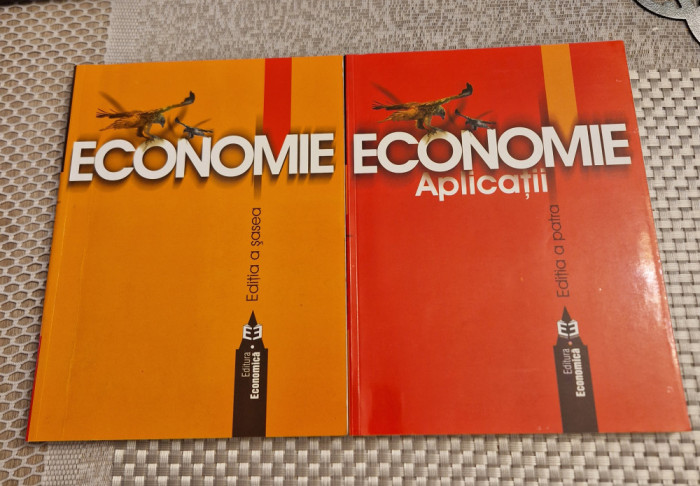 ECONOMIE
Ediția a șasea
Editura
Economică
ECONOMIE
Aplicații
Ediția a patra
Editura
Economică